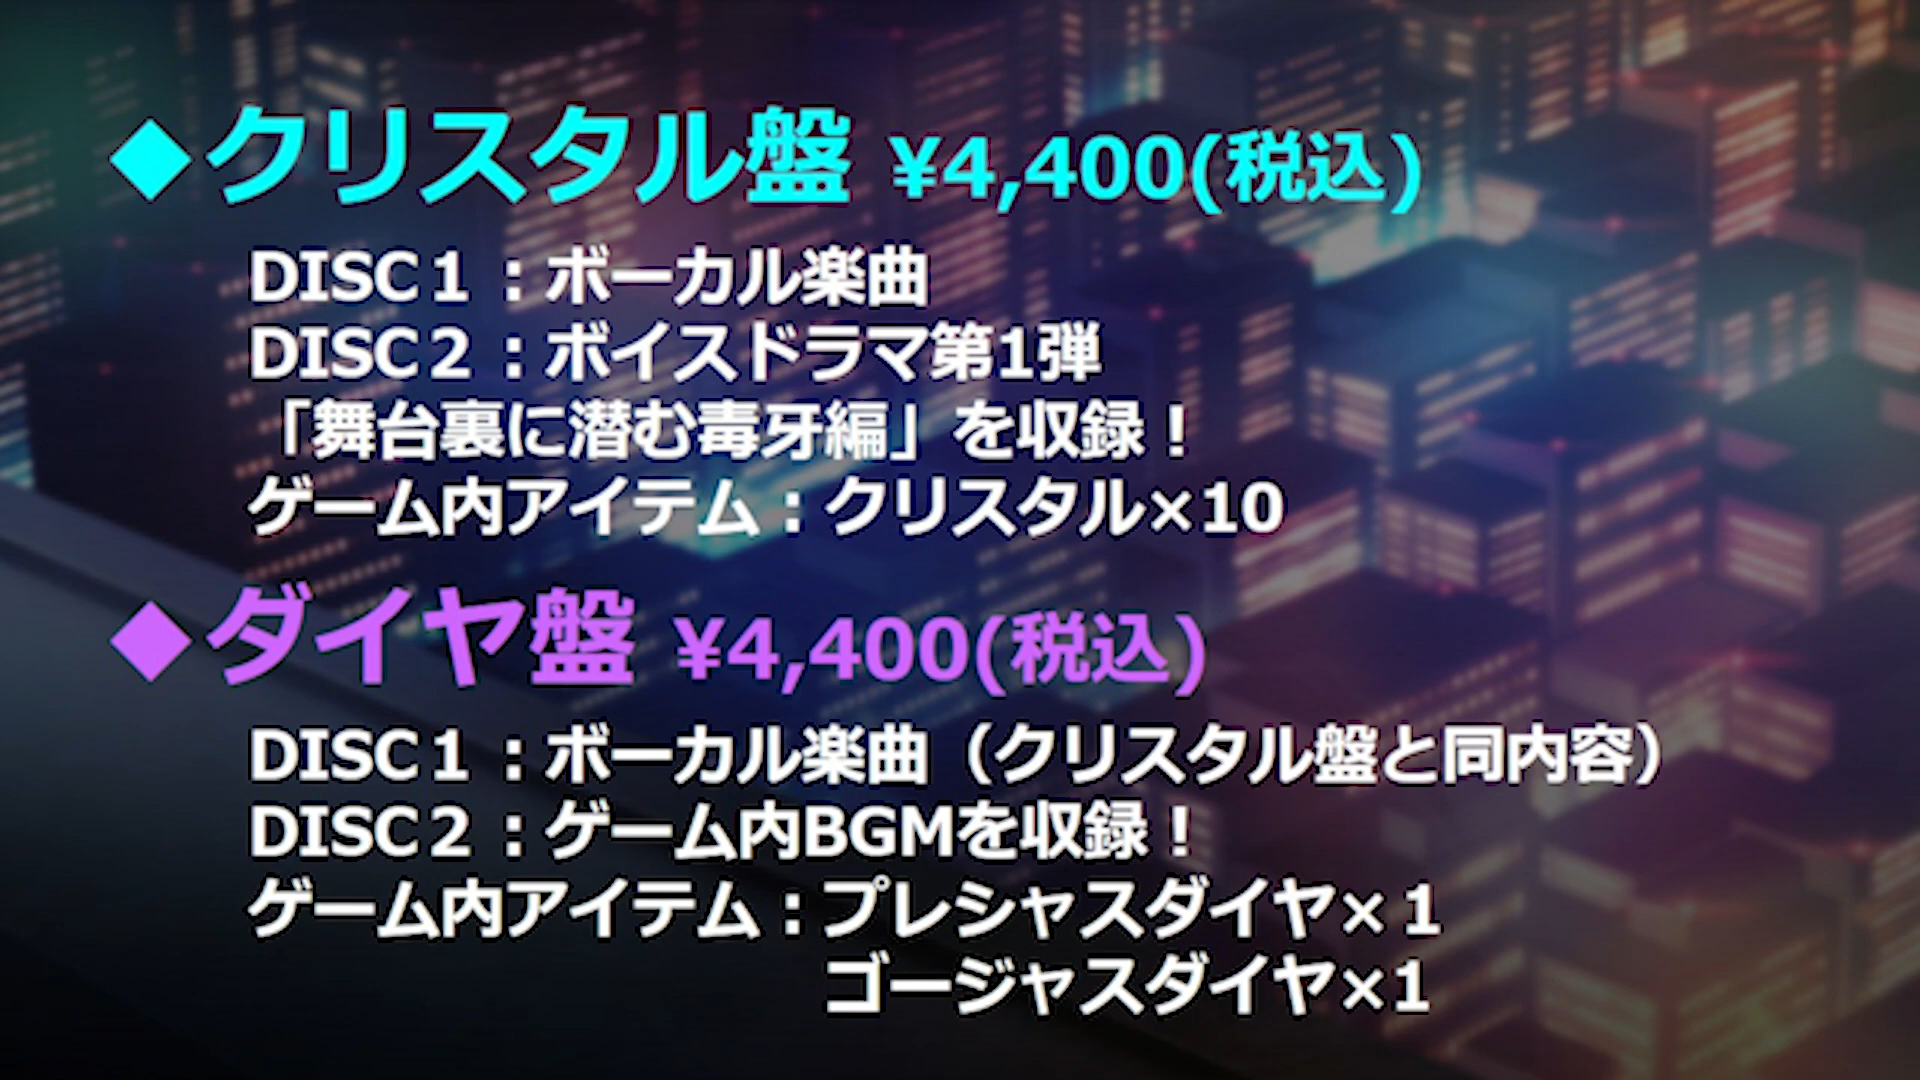 ◆クリスタル盤 ¥4,400(税込)
DISC１：ボーカル楽曲
DISC２：ボイスドラマ第1弾
「舞台裏に潜む毒牙編」を収録！
ゲーム内アイテム：クリスタル×10
◆ダイヤ盤 ¥4,400(税込)
DISC１：ボーカル楽曲（クリスタル盤と同内容）
DISC２：ゲーム内BGMを収録！
ゲーム内アイテム：プレシャスダイヤ×１
ゴージャスダイヤ×1